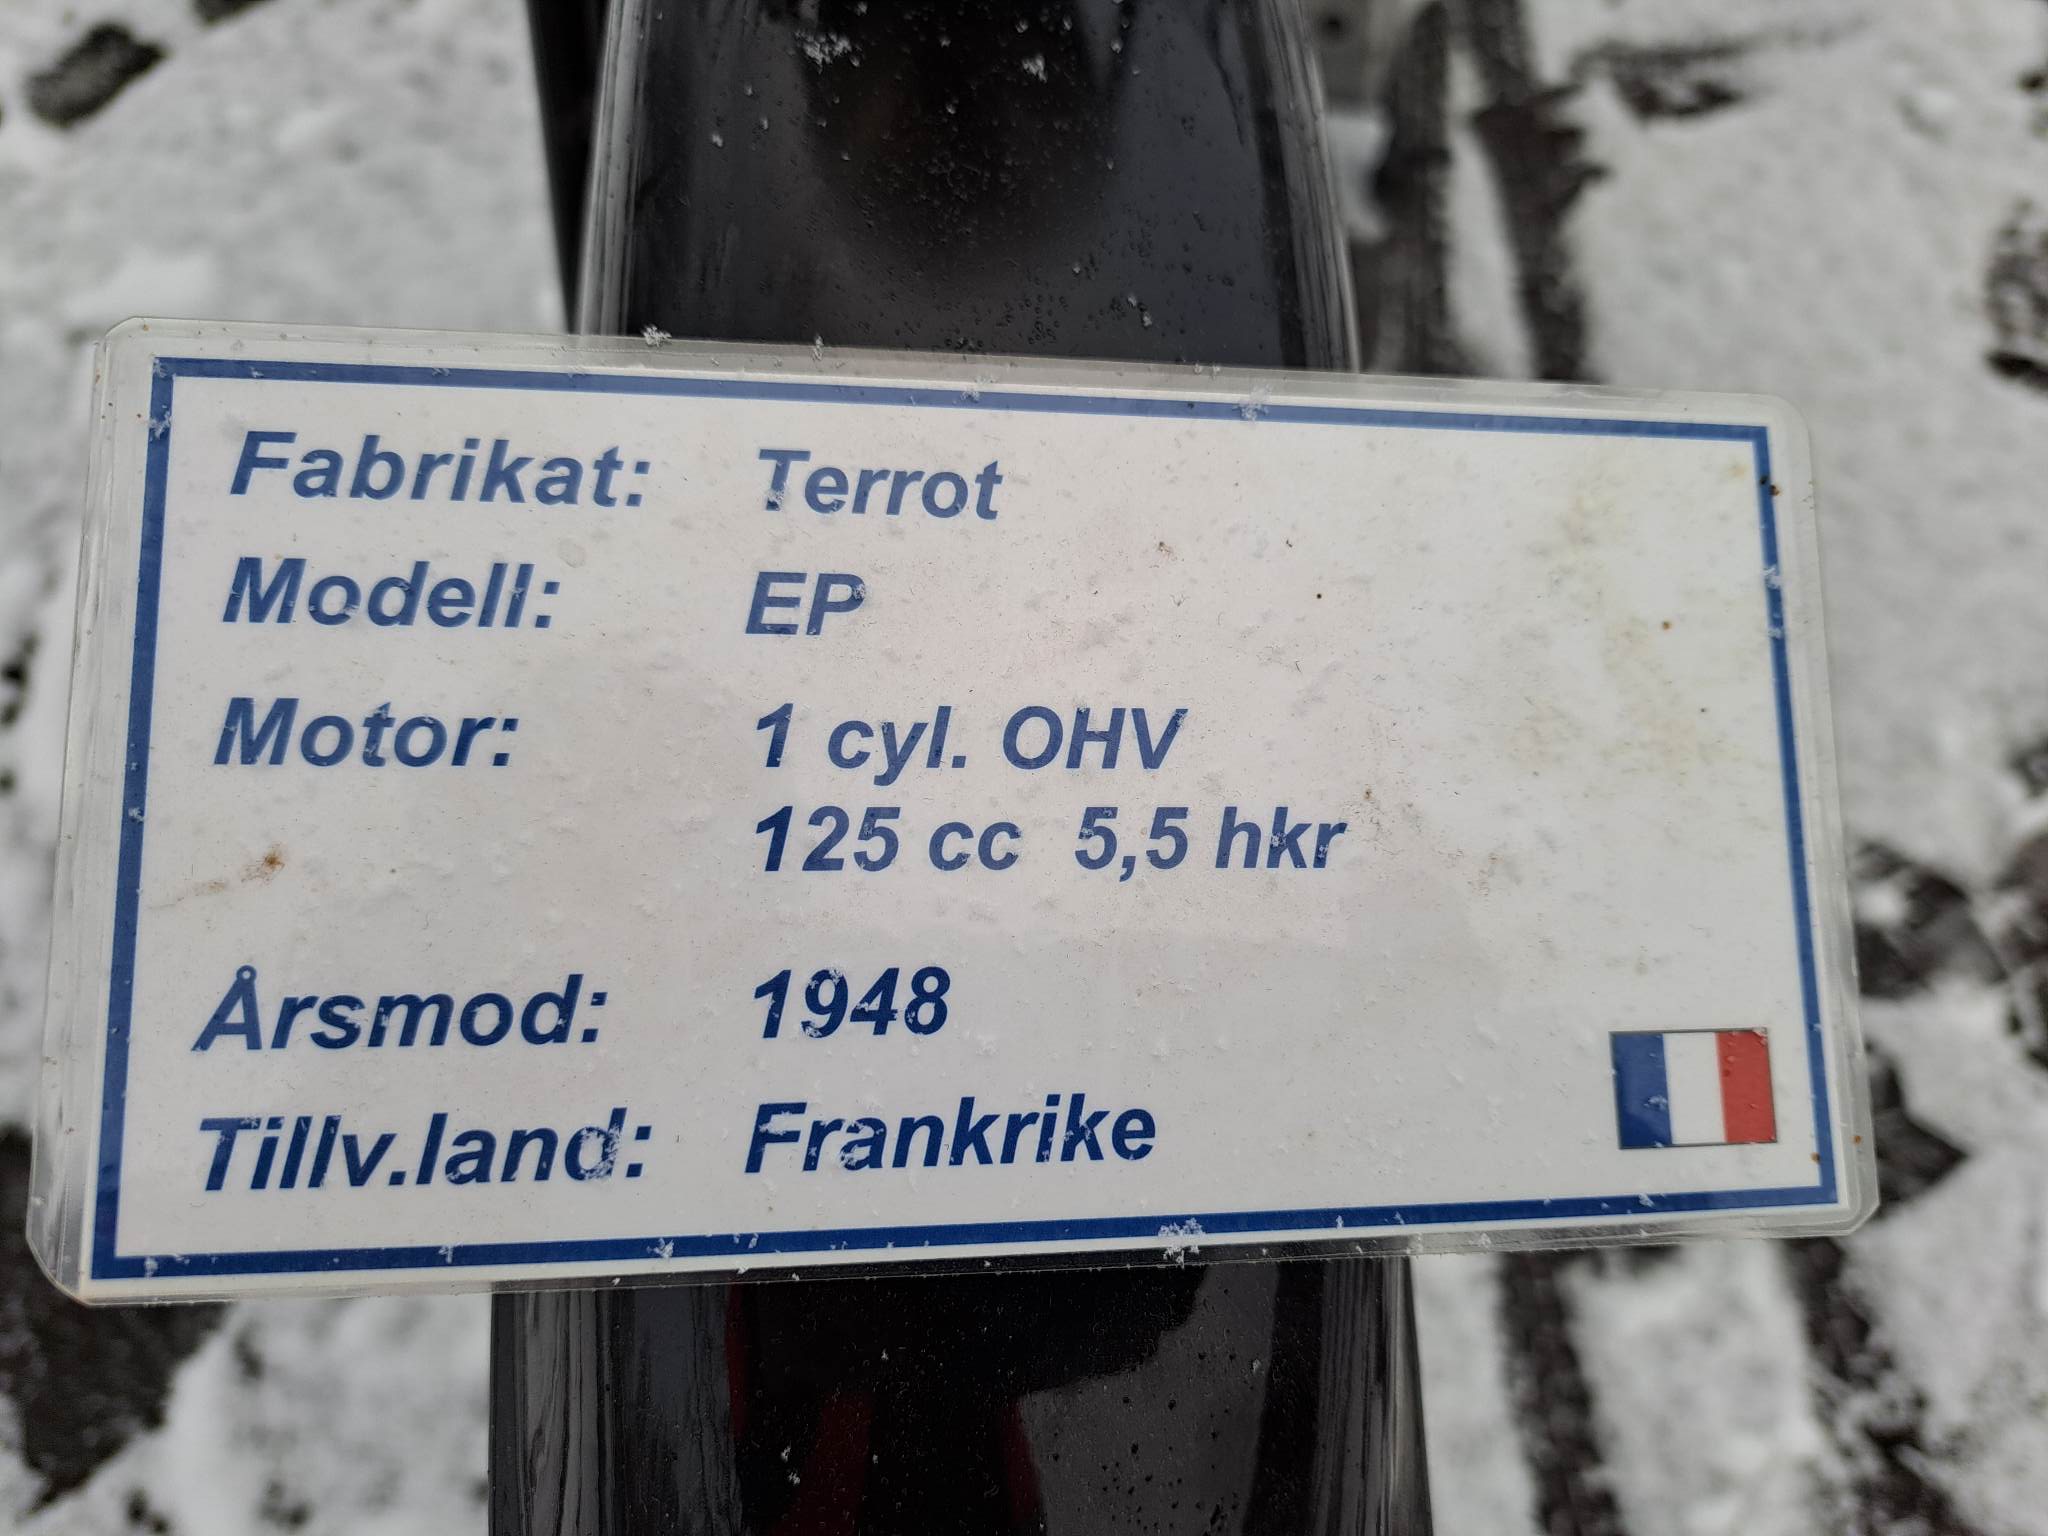 Fabrikat: Terrot
Modell: EP
Motor: 1 cyl. OHV
125 cc 5,5 hkr
Årsmod: 1948
Tillv.land: Frankrike